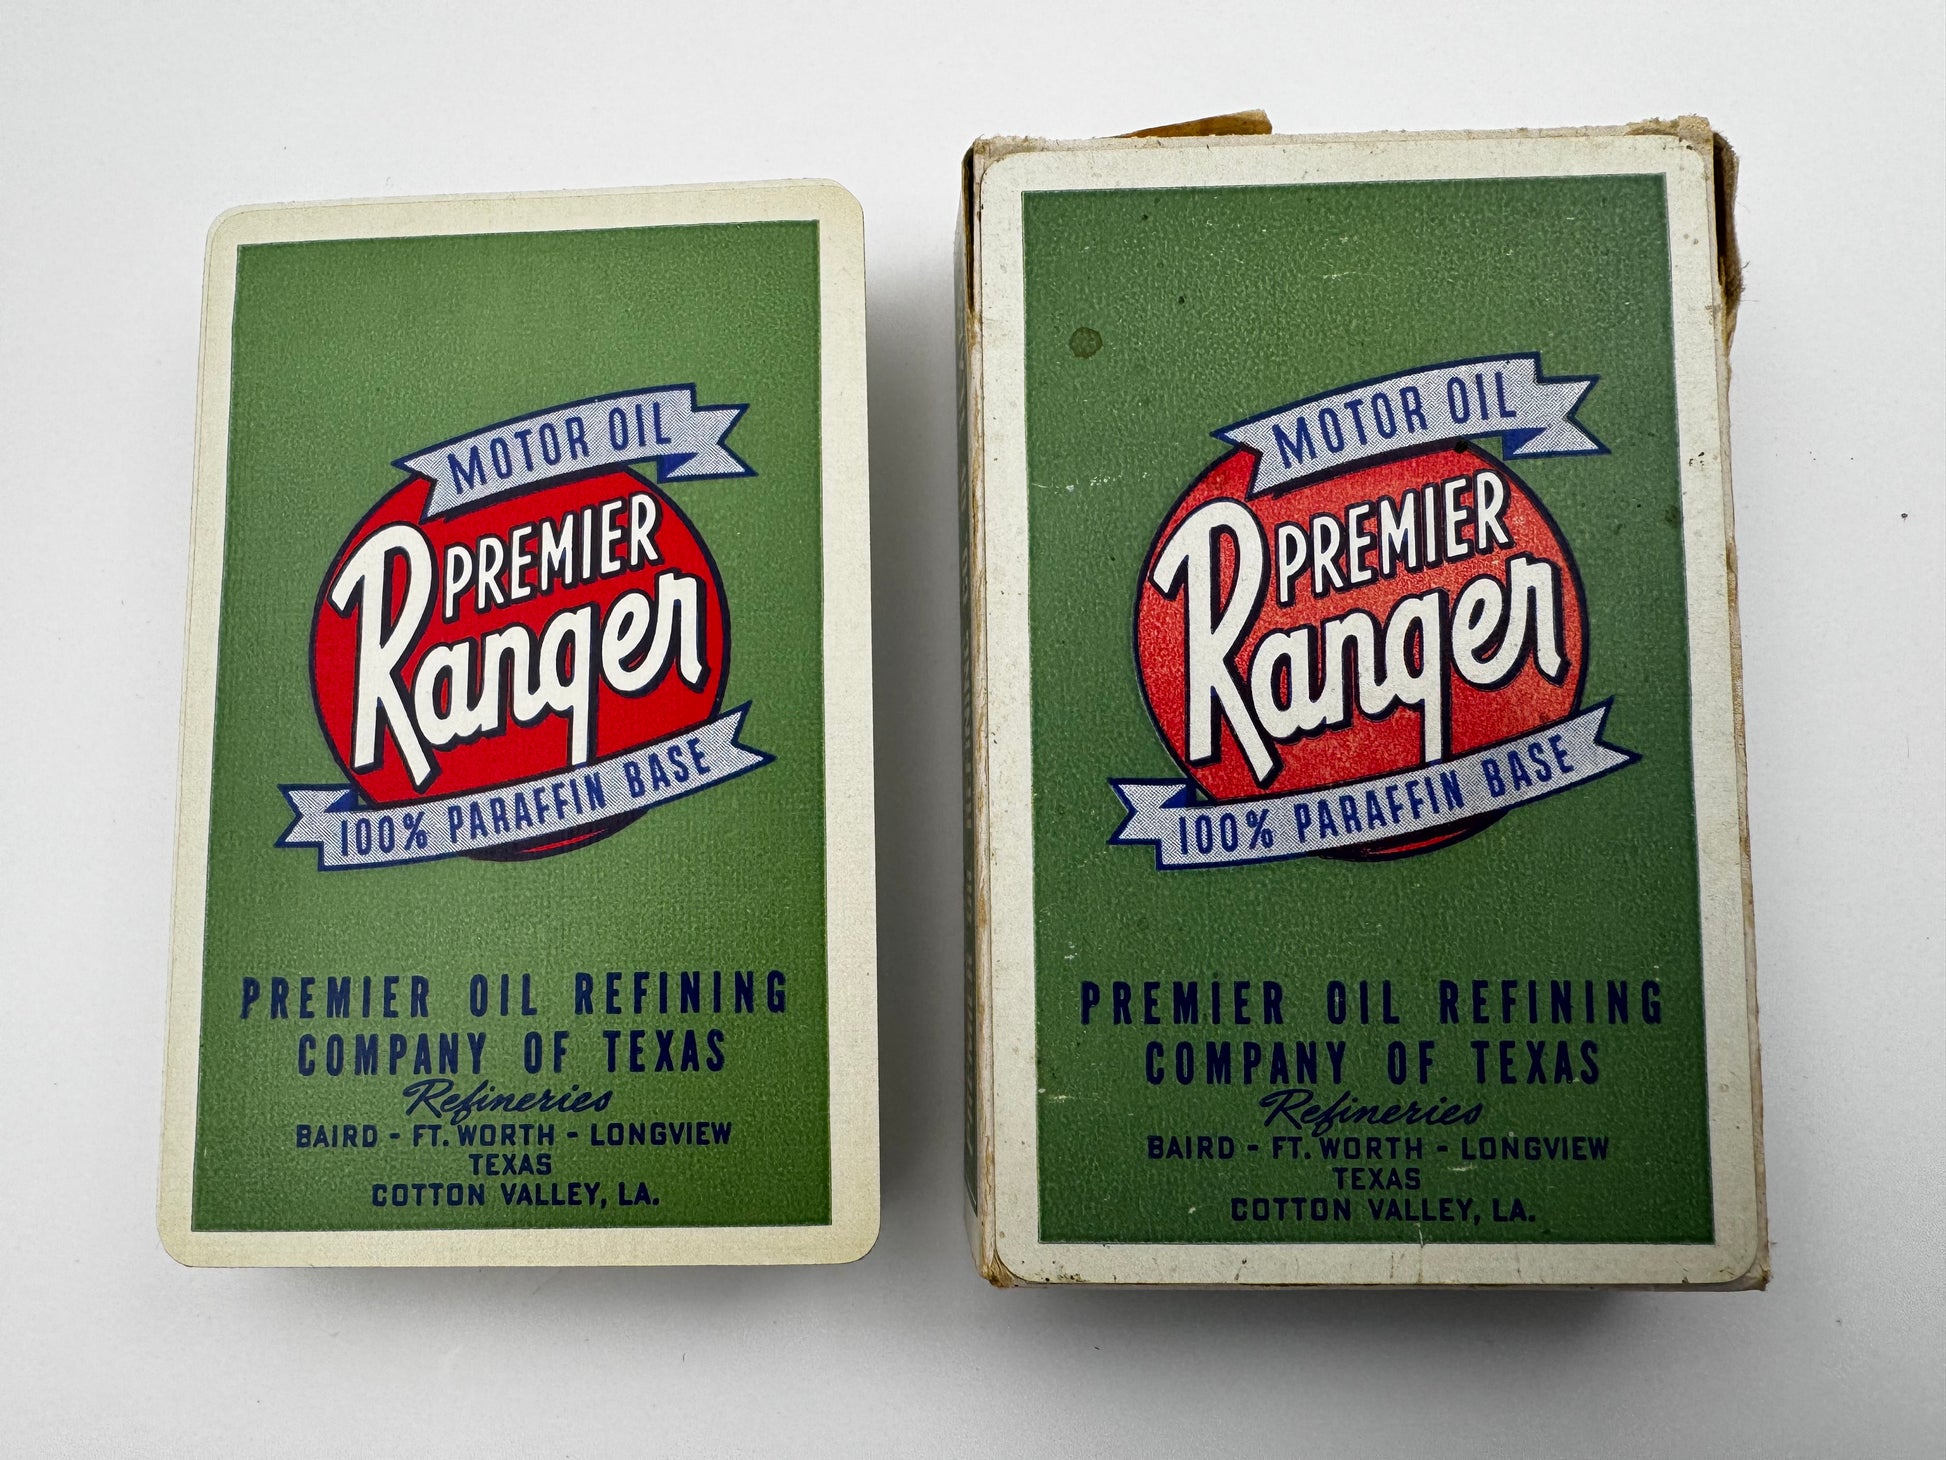 MOTOR OIL
PREMIER
Ranger
100% PARAFFIN BASE
PREMIER OIL REFINING
COMPANY OF TEXAS
Refineries
BAIRD - FT. WORTH - LONGVIEW
TEXAS
COTTON VALLEY, LA.
MOTOR OIL
PREMIER
Ranger
100% PARAFFIN BASE
PREMIER OIL REFINING
COMPANY OF TEXAS
Refineries
BAIRD - FT. WORTH - LONGVIEW
TEXAS
COTTON VALLEY, LA.